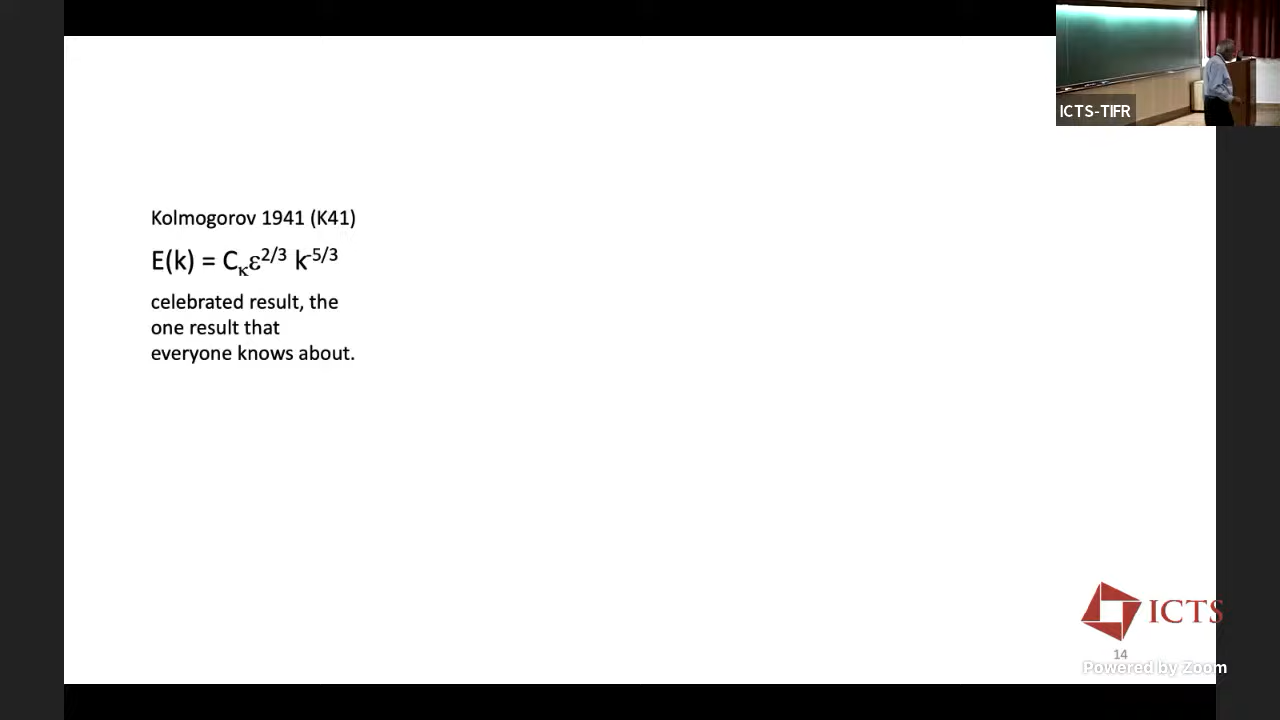 ICTS-TIFR
Kolmogorov 1941 (K41)
E(k) = Cκε²/³ k⁻⁵/³
celebrated result, the
one result that
everyone knows about.
ICTS
14
Powered by Zoom